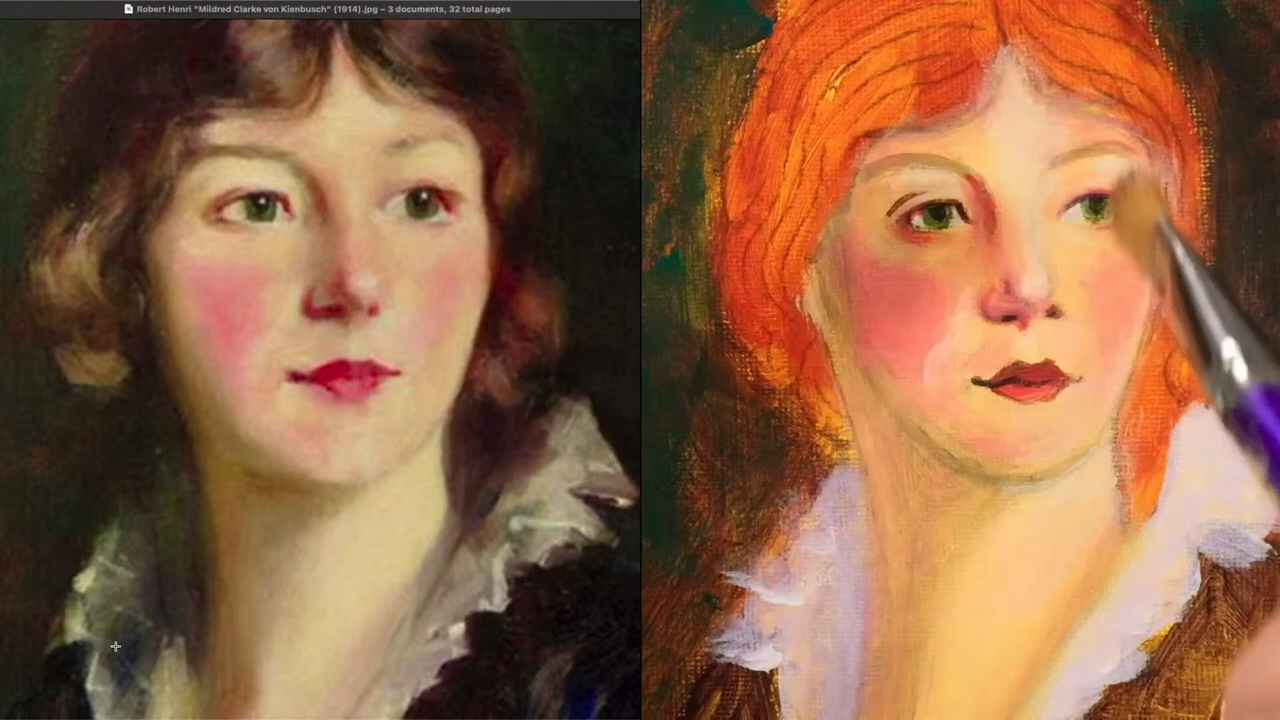 Robert Henri "Mildred Clarke von Kienbusch" (1914).jpg – 3 documents, 32 total pages